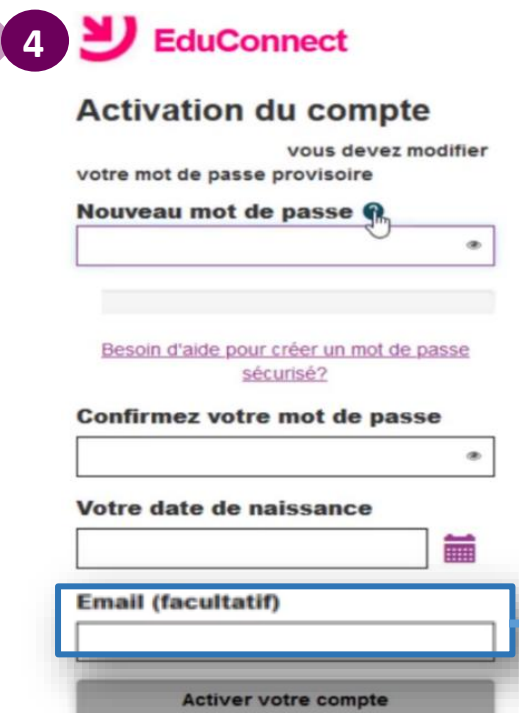 4
EduConnect
Activation du compte
vous devez modifier
votre mot de passe provisoire
Nouveau mot de passe ?
Besoin d'aide pour créer un mot de passe
sécurisé?
Confirmez votre mot de passe
Votre date de naissance
Email (facultatif)
Activer votre compte